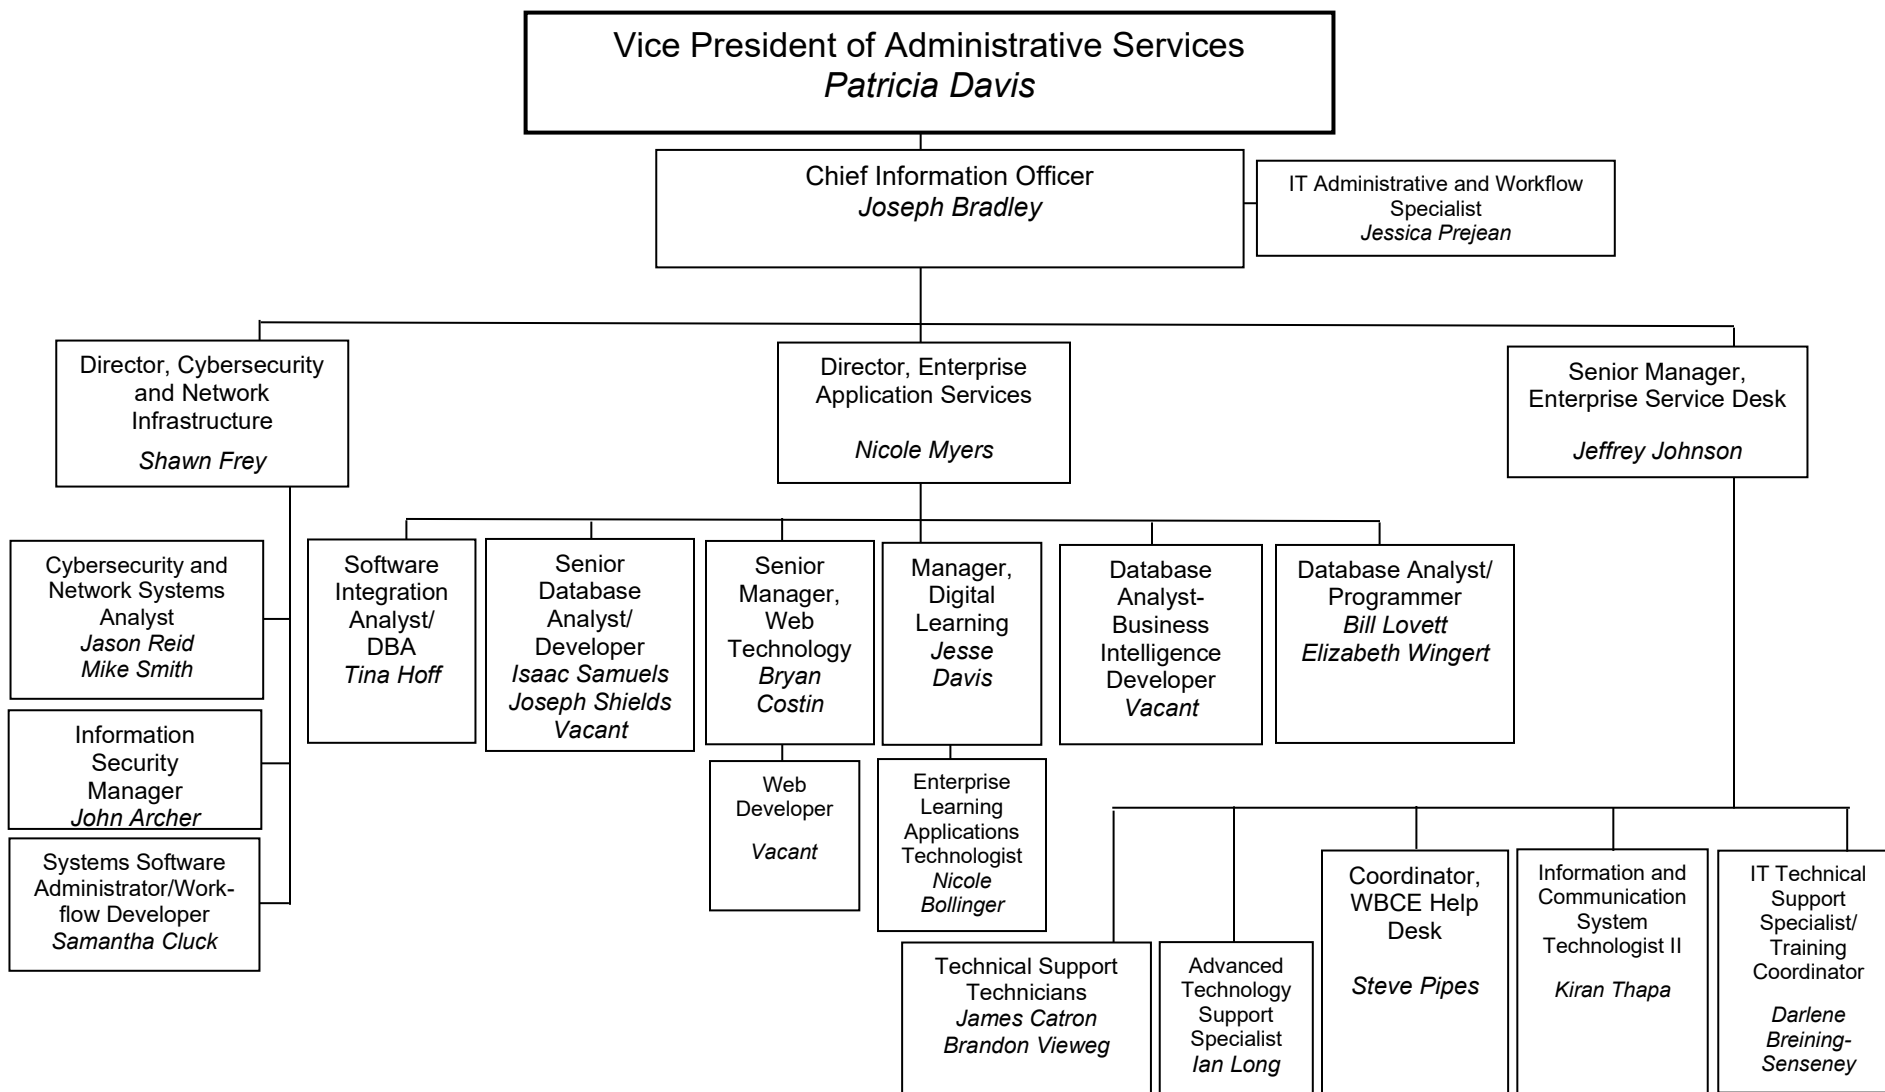 Vice President of Administrative Services
Patricia Davis
Chief Information Officer
Joseph Bradley
IT Administrative and Workflow
Specialist
Jessica Prejean
Director, Cybersecurity
and Network
Infrastructure
Shawn Frey
Director, Enterprise
Application Services
Nicole Myers
Senior Manager,
Enterprise Service Desk
Jeffrey Johnson
Cybersecurity and
Network Systems
Analyst
Jason Reid
Mike Smith
Information
Security
Manager
John Archer
Systems Software
Administrator/Work-
flow Developer
Samantha Cluck
Software
Integration
Analyst/
DBA
Tina Hoff
Senior
Database
Analyst/
Developer
Isaac Samuels
Joseph Shields
Vacant
Senior
Manager,
Web
Technology
Bryan
Costin
Manager,
Digital
Learning
Jesse
Davis
Database
Analyst-
Business
Intelligence
Developer
Vacant
Database Analyst/
Programmer
Bill Lovett
Elizabeth Wingert
Web
Developer
Vacant
Enterprise
Learning
Applications
Technologist
Nicole
Bollinger
Technical Support
Technicians
James Catron
Brandon Vieweg
Advanced
Technology
Support
Specialist
Ian Long
Coordinator,
WBCE Help
Desk
Steve Pipes
Information and
Communication
System
Technologist II
Kiran Thapa
IT Technical
Support
Specialist/
Training
Coordinator
Darlene
Breining-
Senseney